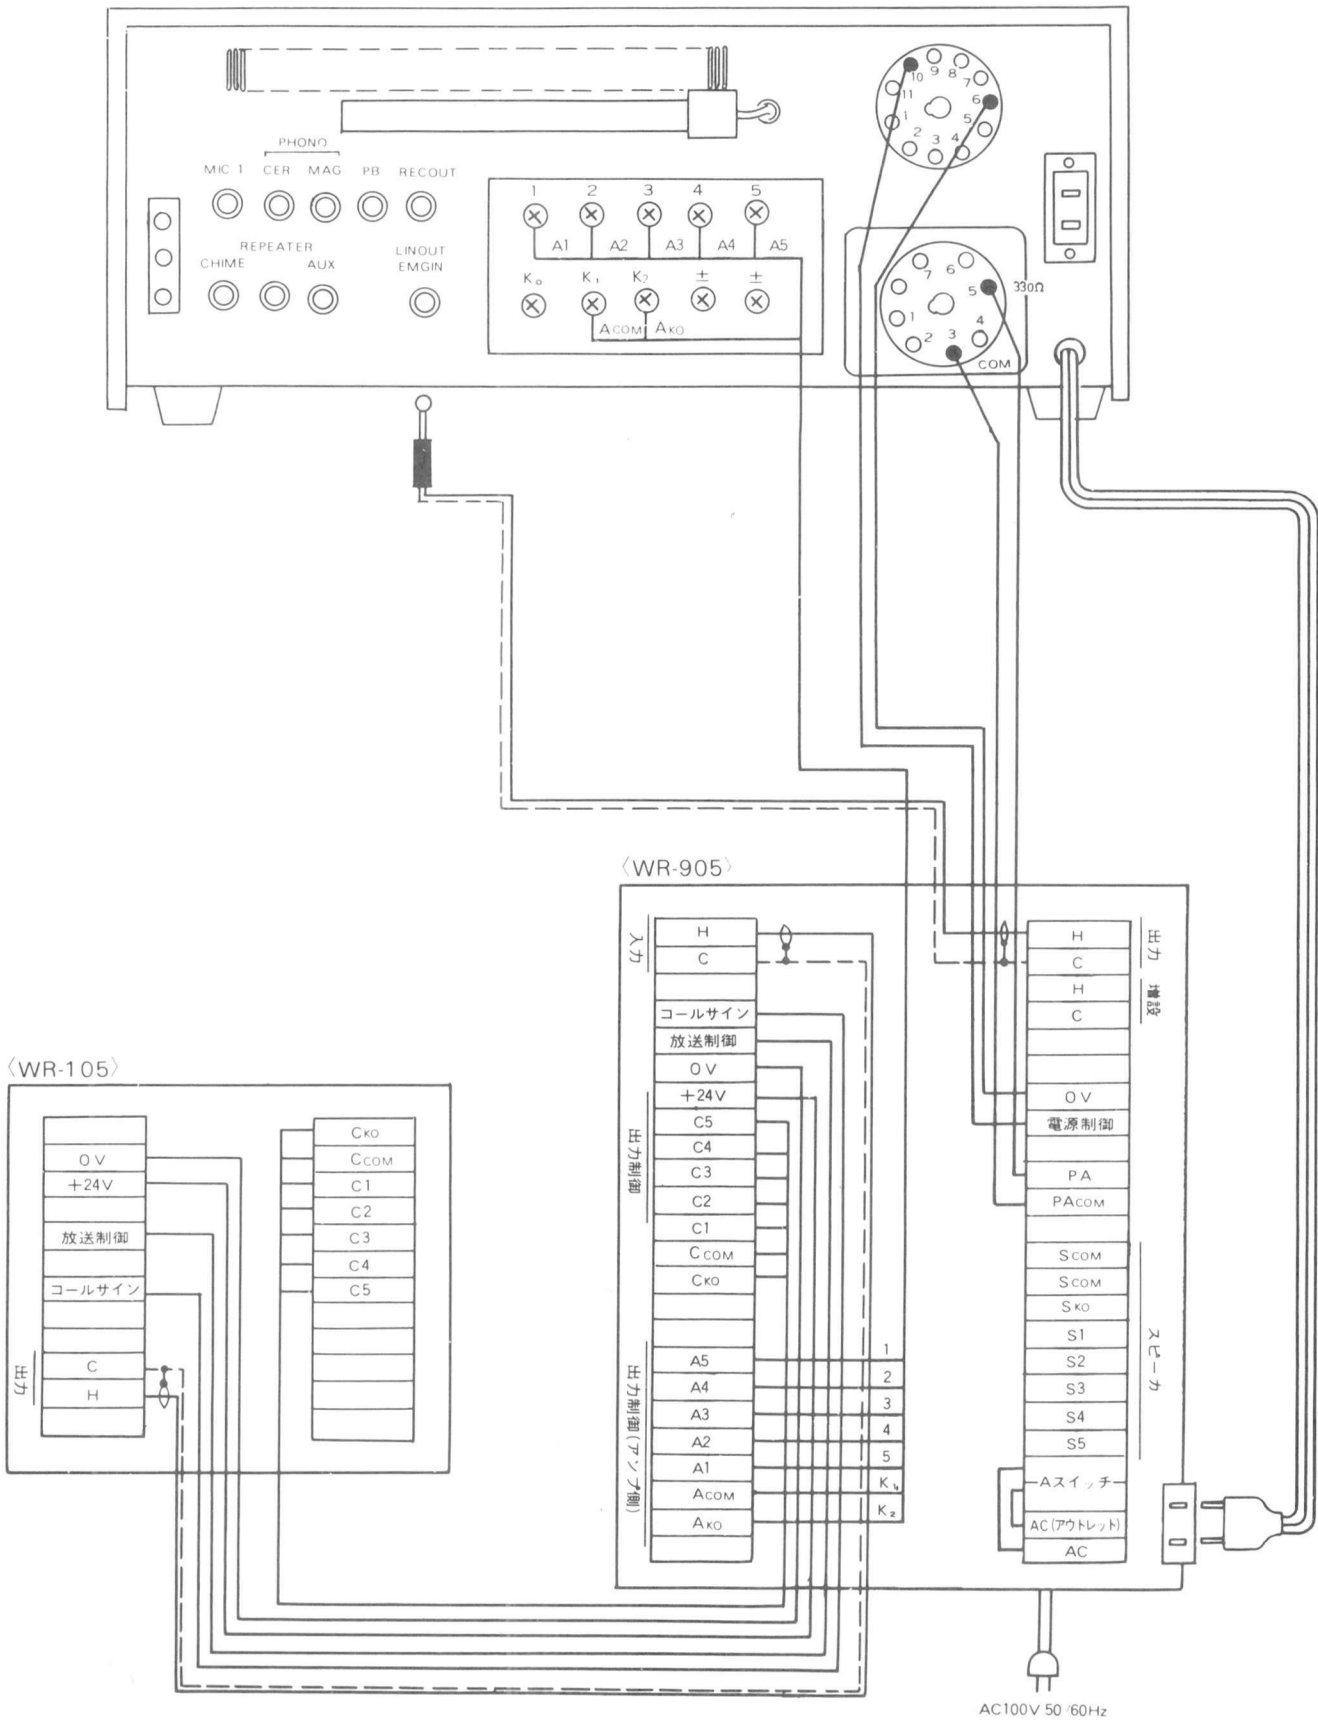 PHONO
MIC 1 CER MAG PB RECOUT
REPEATER
CHIME AUX
LINOUT
EMGIN
1 2 3 4 5
A1 A2 A3 A4 A5
K0 K1 K2 ± ±
ACOM AKO
10 9 8 7 6 5 4 3 2 1 11
7 6 5 4 3 2 1
330Ω
COM
〈WR-905〉
入力
H
C
コールサイン
放送制御
0V
+24V
出力制御
C5
C4
C3
C2
C1
CCOM
CKO
出力制御(アンプ側)
A5 1
A4 2
A3 3
A2 4
A1 5
ACOM
AKO K2
H
C
出力
H
C
増設
0V
電源制御
PA
PACOM
SCOM
SCOM
SKO
S1
S2
S3
S4
S5
スピーカ
Aスイッチ
AC(アウトレット)
AC
AC100V 50/60Hz
〈WR-105〉
0V
+24V
放送制御
コールサイン
出力
C
H
CKO
CCOM
C1
C2
C3
C4
C5